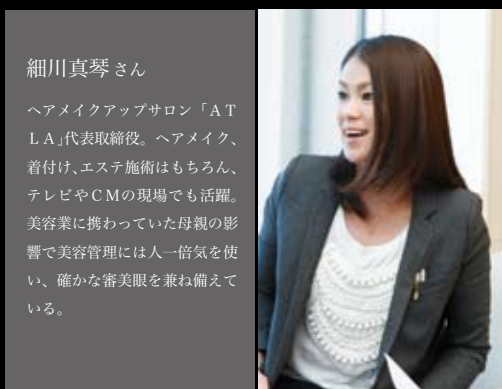 細川真琴さん
ヘアメイクアップサロン「ＡＴ
ＬＡ」代表取締役。ヘアメイク、
着付け、エステ施術はもちろん、
テレビやＣＭの現場でも活躍。
美容業に携わっていた母親の影
響で美容管理には人一倍気を使
い、確かな審美眼を兼ね備えて
いる。